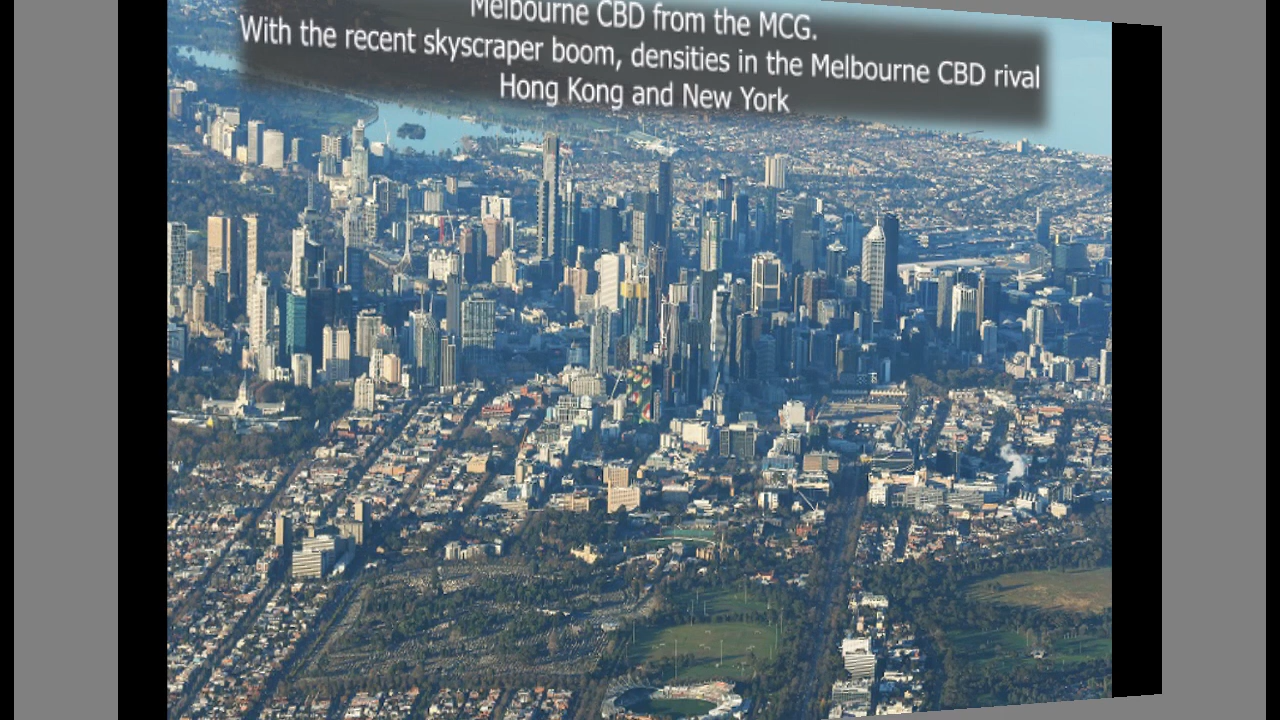 Melbourne CBD from the MCG.
With the recent skyscraper boom, densities in the Melbourne CBD rival
Hong Kong and New York